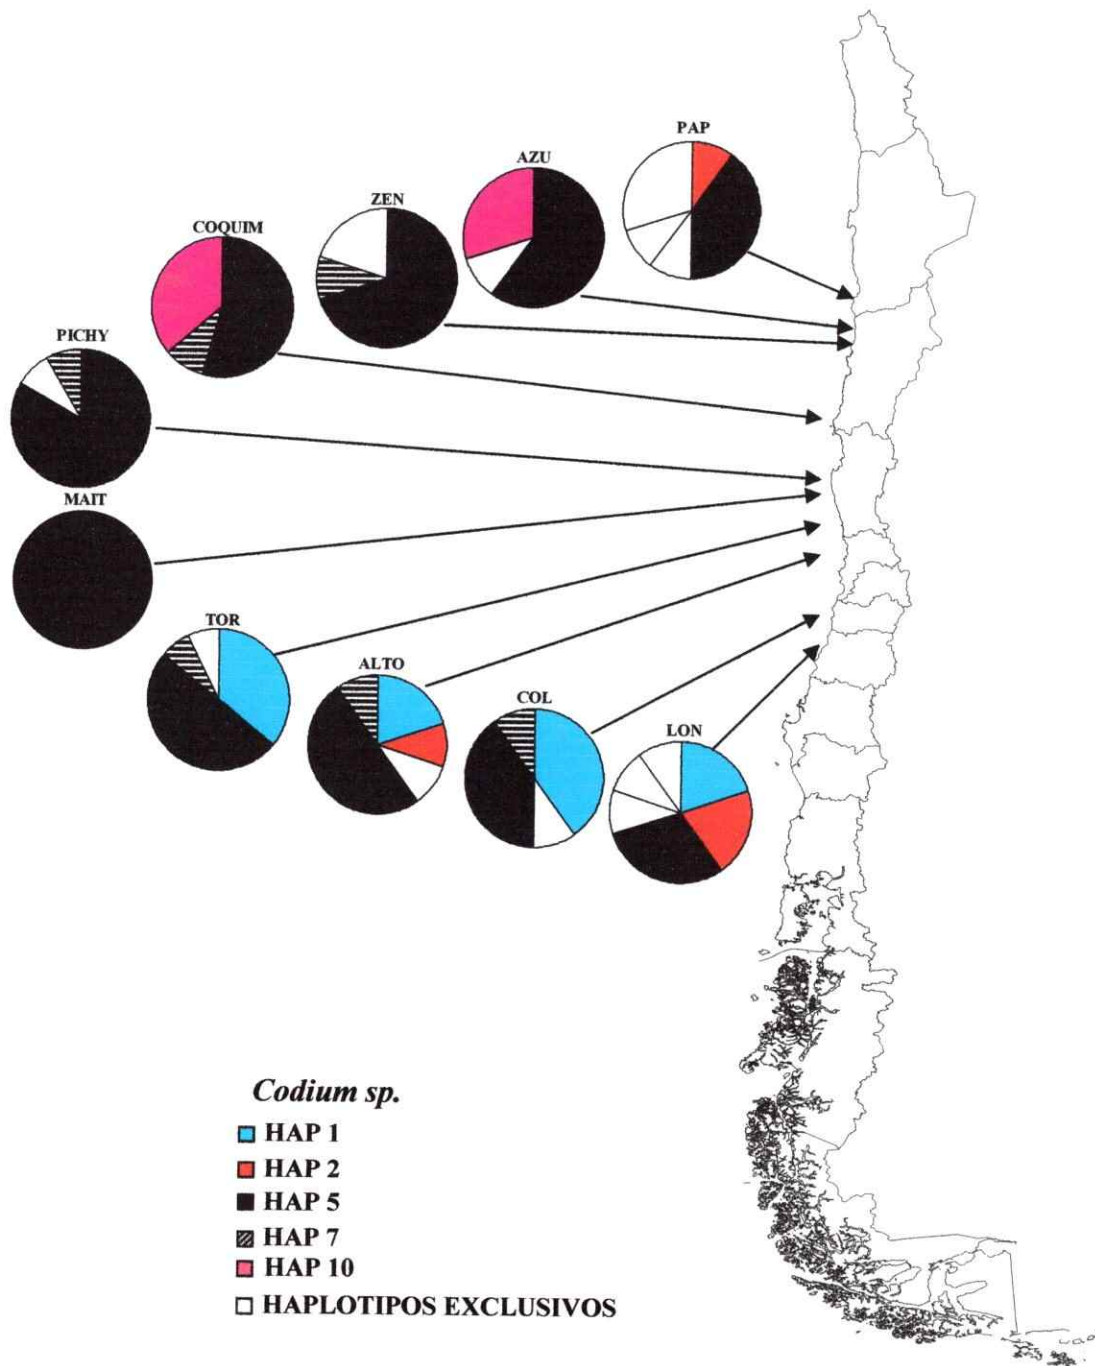 PAP
AZU
ZEN
COQUIM
PICHY
MAIT
TOR
ALTO
COL
LON
Codium sp.
HAP 1
HAP 2
HAP 5
HAP 7
HAP 10
HAPLOTIPOS EXCLUSIVOS